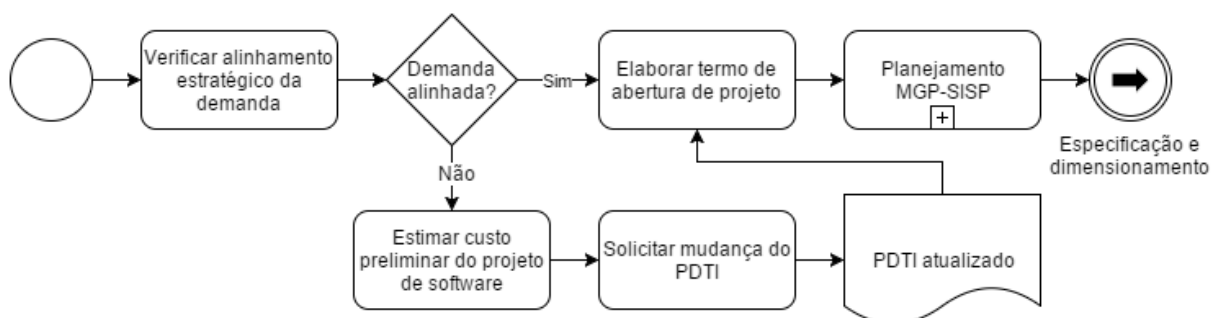 Verificar alinhamento
estratégico da
demanda
Demanda
alinhada?
Sim
Elaborar termo de
abertura de projeto
Planejamento
MGP-SISP
+
Especificação e
dimensionamento
Não
Estimar custo
preliminar do projeto
de software
Solicitar mudança do
PDTI
PDTI atualizado